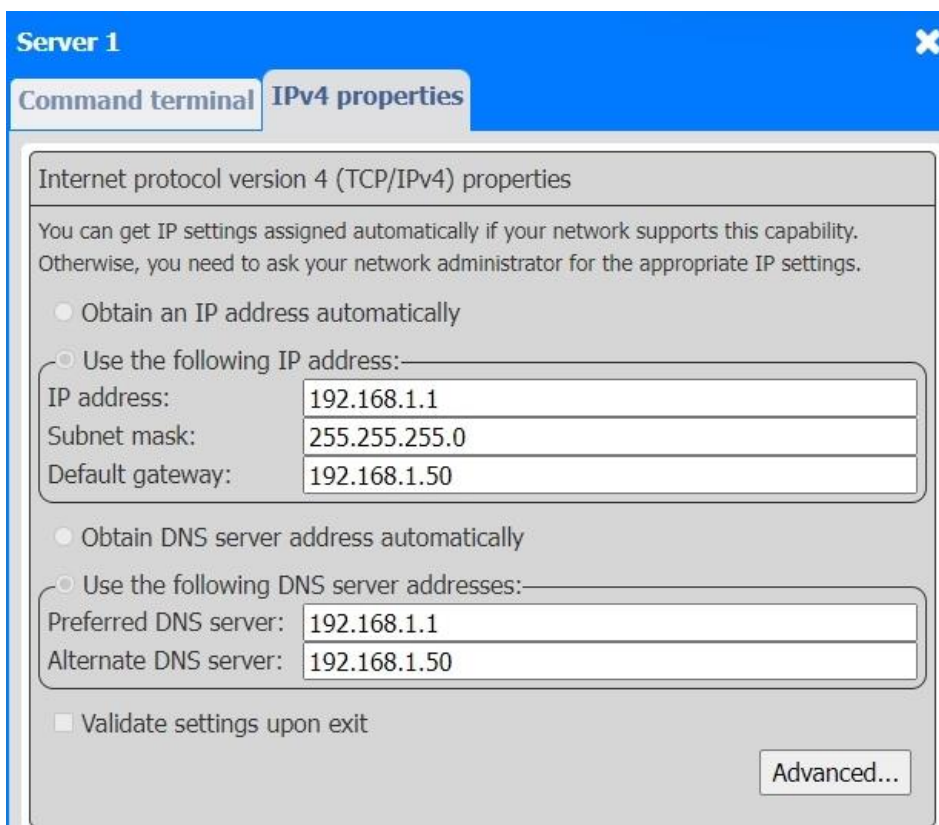 Server 1
Command terminal
IPv4 properties
Internet protocol version 4 (TCP/IPv4) properties
You can get IP settings assigned automatically if your network supports this capability.
Otherwise, you need to ask your network administrator for the appropriate IP settings.
Obtain an IP address automatically
Use the following IP address:
IP address: 192.168.1.1
Subnet mask: 255.255.255.0
Default gateway: 192.168.1.50
Obtain DNS server address automatically
Use the following DNS server addresses:
Preferred DNS server: 192.168.1.1
Alternate DNS server: 192.168.1.50
Validate settings upon exit
Advanced...